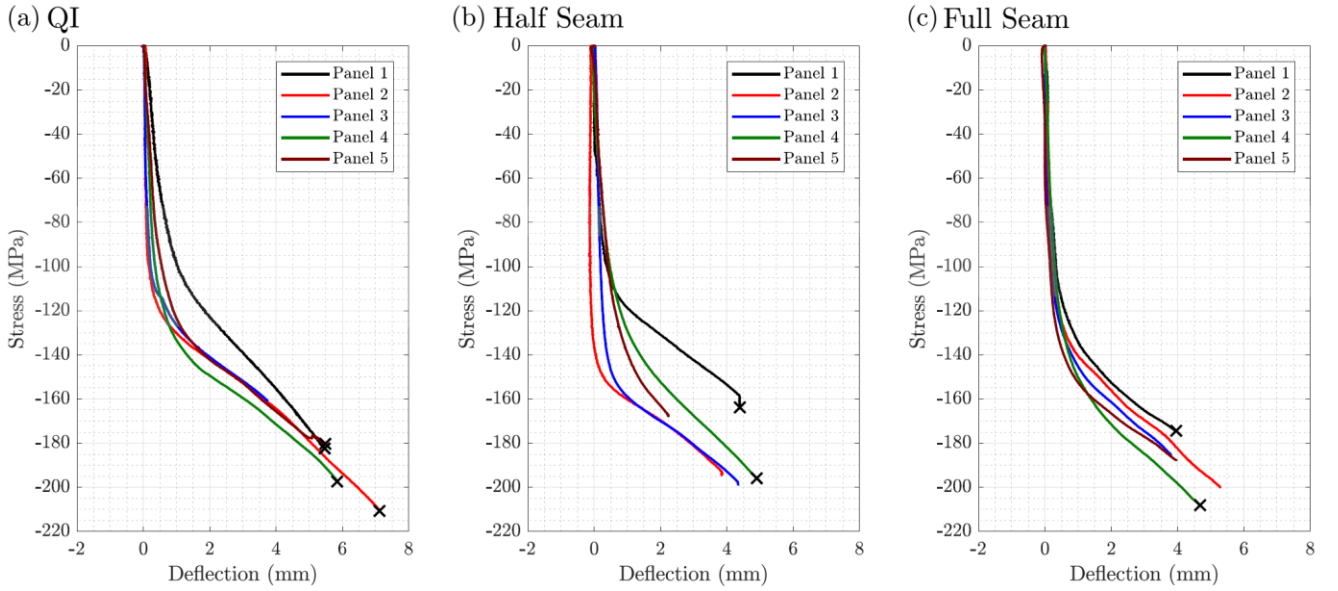 (a) QI
0
-20
-40
-60
-80
-100
-120
-140
-160
-180
-200
-220
Stress (MPa)
-2 0 2 4 6 8
Deflection (mm)
Panel 1
Panel 2
Panel 3
Panel 4
Panel 5
(b) Half Seam
0
-20
-40
-60
-80
-100
-120
-140
-160
-180
-200
-220
Stress (MPa)
-2 0 2 4 6 8
Deflection (mm)
Panel 1
Panel 2
Panel 3
Panel 4
Panel 5
(c) Full Seam
0
-20
-40
-60
-80
-100
-120
-140
-160
-180
-200
-220
Stress (MPa)
-2 0 2 4 6 8
Deflection (mm)
Panel 1
Panel 2
Panel 3
Panel 4
Panel 5